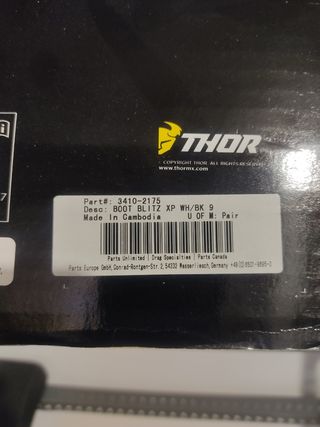 THOR
COPYRIGHT THOR ALL RIGHTS RESERVED
www.thormx.com
Part#: 3410-2175
Desc: BOOT BLITZ XP WH/BK 9
Made In Cambodia U OF M: Pair
Parts Unlimited | Drag Specialties | Parts Canada
Parts Europe GmbH, Conrad-Röntgen-Str.2, 54332 Wasserliesch, Germany